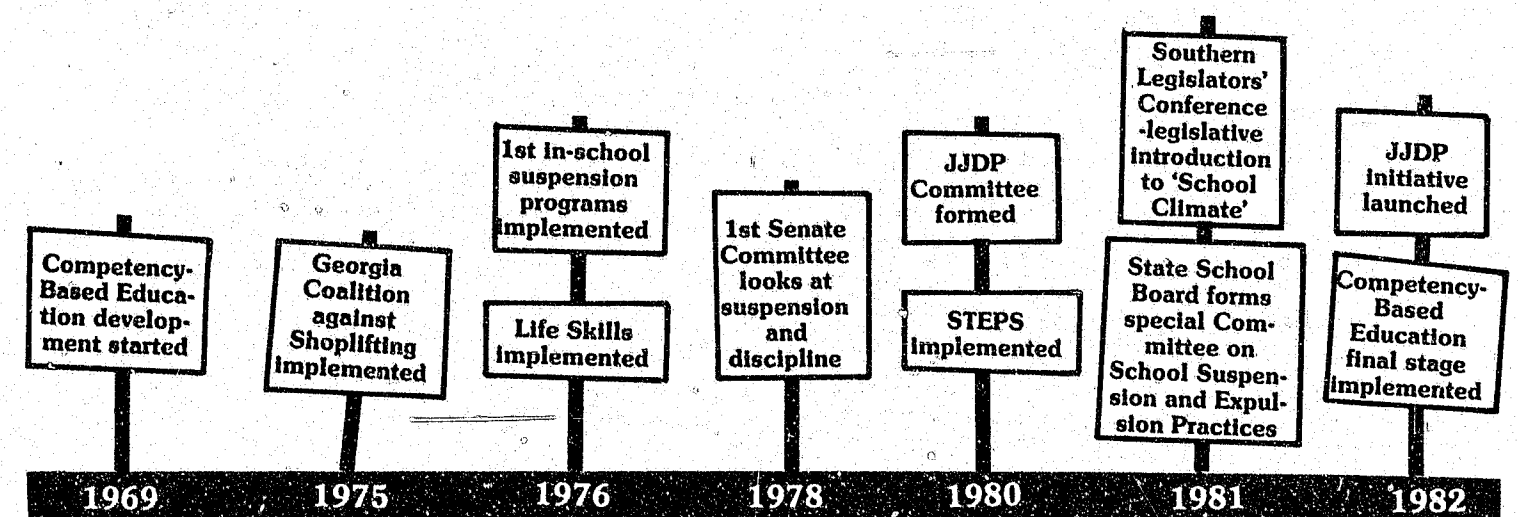 Competency-
Based Educa-
tion develop-
ment started
1969
Georgia
Coalition
against
Shoplifting
implemented
1975
1st in-school
suspension
programs
implemented
Life Skills
implemented
1976
1st Senate
Committee
looks at
suspension
and
discipline
1978
JJDP
Committee
formed
STEPS
implemented
1980
Southern
Legislators'
Conference
-legislative
introduction
to 'School
Climate'
State School
Board forms
special Com-
mittee on
School Suspen-
sion and Expul-
sion Practices
1981
JJDP
initiative
launched
Competency-
Based
Education
final stage
implemented
1982